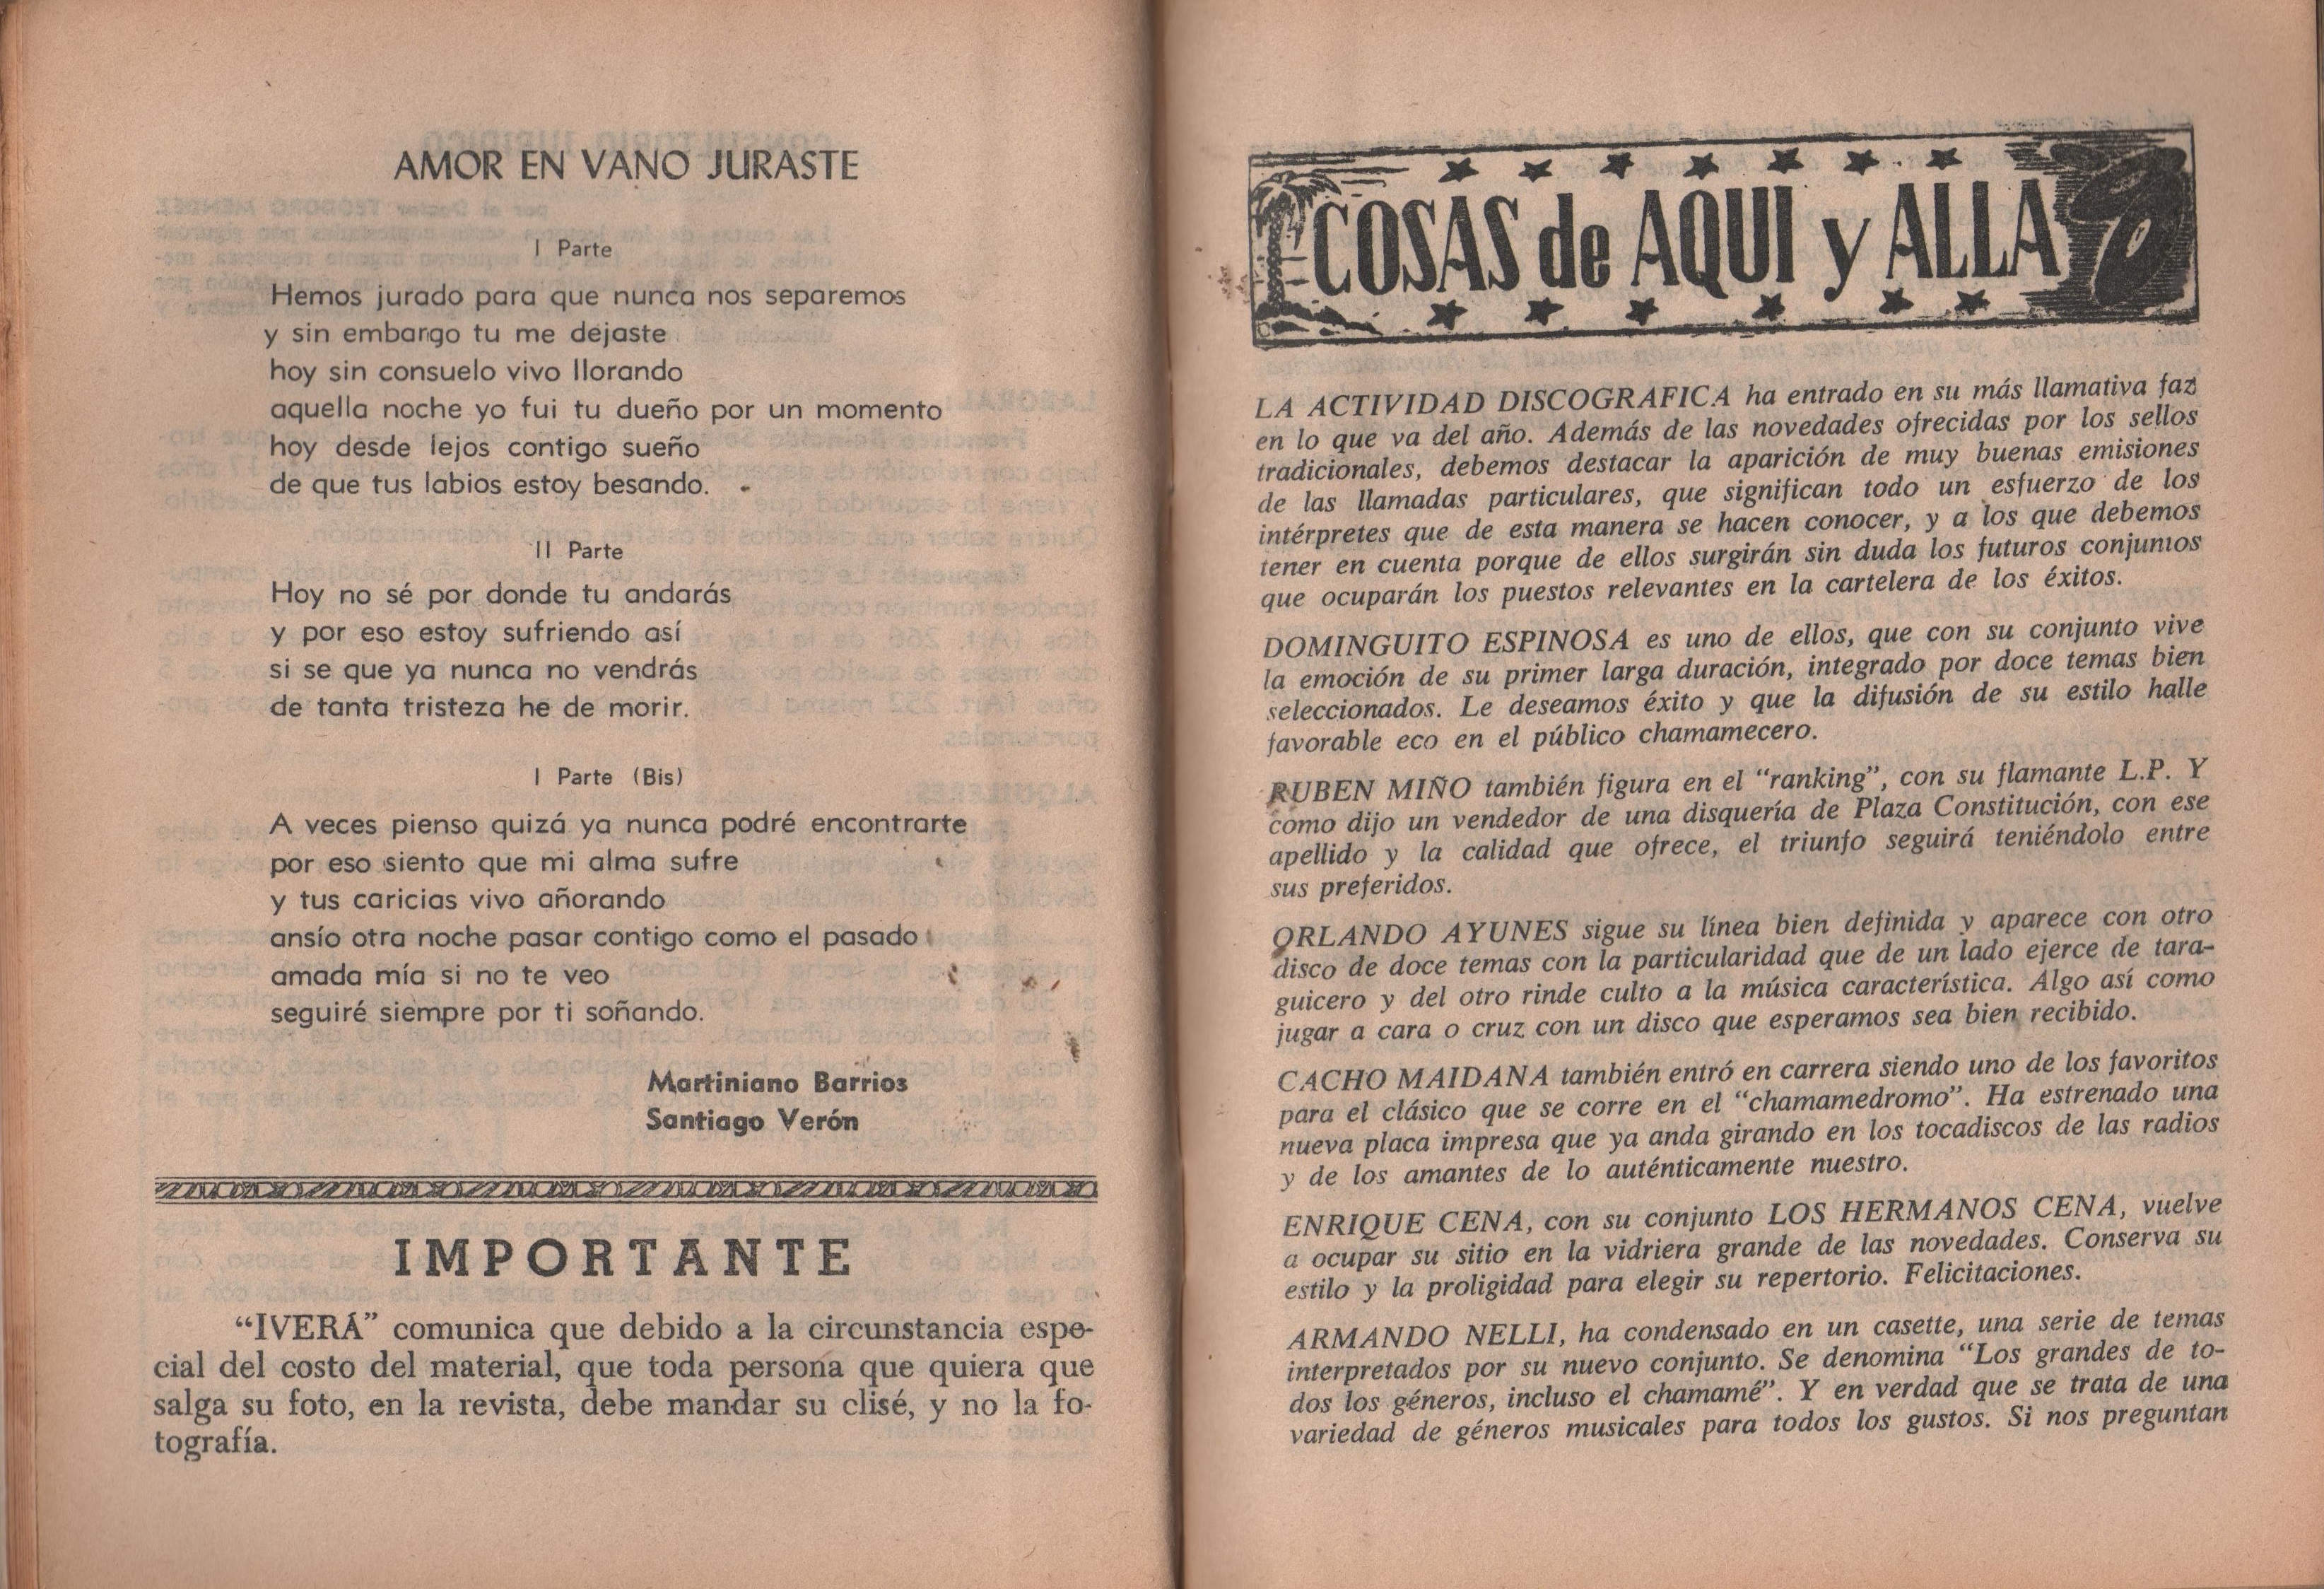 AMOR EN VANO JURASTE
I Parte
Hemos jurado para que nunca nos separemos
y sin embargo tu me dejaste
hoy sin consuelo vivo llorando
aquella noche yo fui tu dueño por un momento
hoy desde lejos contigo sueño
de que tus labios estoy besando.
II Parte
Hoy no sé por donde tu andarás
y por eso estoy sufriendo así
si se que ya nunca no vendrás
de tanta tristeza he de morir.
I Parte (Bis)
A veces pienso quizá ya nunca podré encontrarte
por eso siento que mi alma sufre
y tus caricias vivo añorando
ansío otra noche pasar contigo como el pasado
amada mía si no te veo
seguiré siempre por ti soñando.
Martiniano Barrios
Santiago Verón
IMPORTANTE
“IVERÁ” comunica que debido a la circunstancia espe-
cial del costo del material, que toda persona que quiera que
salga su foto, en la revista, debe mandar su clisé, y no la fo-
tografía.
COSAS de AQUI y ALLA
LA ACTIVIDAD DISCOGRAFICA ha entrado en su más llamativa faz
en lo que va del año. Además de las novedades ofrecidas por los sellos
tradicionales, debemos destacar la aparición de muy buenas emisiones
de las llamadas particulares, que significan todo un esfuerzo de los
intérpretes que de esta manera se hacen conocer, y a los que debemos
tener en cuenta porque de ellos surgirán sin duda los futuros conjuntos
que ocuparán los puestos relevantes en la cartelera de los éxitos.
DOMINGUITO ESPINOSA es uno de ellos, que con su conjunto vive
la emoción de su primer larga duración, integrado por doce temas bien
seleccionados. Le deseamos éxito y que la difusión de su estilo halle
favorable eco en el público chamamecero.
RUBEN MIÑO también figura en el “ranking”, con su flamante L.P. Y
como dijo un vendedor de una disquería de Plaza Constitución, con ese
apellido y la calidad que ofrece, el triunfo seguirá teniéndolo entre
sus preferidos.
ORLANDO AYUNES sigue su línea bien definida y aparece con otro
disco de doce temas con la particularidad que de un lado ejerce de tara-
guicero y del otro rinde culto a la música característica. Algo así como
jugar a cara o cruz con un disco que esperamos sea bien recibido.
CACHO MAIDANA también entró en carrera siendo uno de los favoritos
para el clásico que se corre en el “chamamedromo”. Ha estrenado una
nueva placa impresa que ya anda girando en los tocadiscos de las radios
y de los amantes de lo auténticamente nuestro.
ENRIQUE CENA, con su conjunto LOS HERMANOS CENA, vuelve
a ocupar su sitio en la vidriera grande de las novedades. Conserva su
estilo y la proligidad para elegir su repertorio. Felicitaciones.
ARMANDO NELLI, ha condensado en un casette, una serie de temas
interpretados por su nuevo conjunto. Se denomina “Los grandes de to-
dos los géneros, incluso el chamamé”. Y en verdad que se trata de una
variedad de géneros musicales para todos los gustos. Si nos preguntan